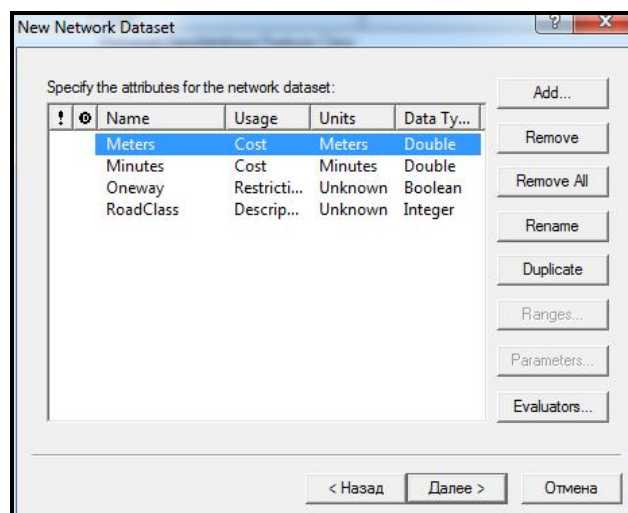 New Network Dataset
Specify the attributes for the network dataset:
! Name Usage Units Data Ty...
Meters Cost Meters Double
Minutes Cost Minutes Double
Oneway Restricti... Unknown Boolean
RoadClass Descrip... Unknown Integer
Add...
Remove
Remove All
Rename
Duplicate
Ranges...
Parameters...
Evaluators...
< Назад
Далее >
Отмена